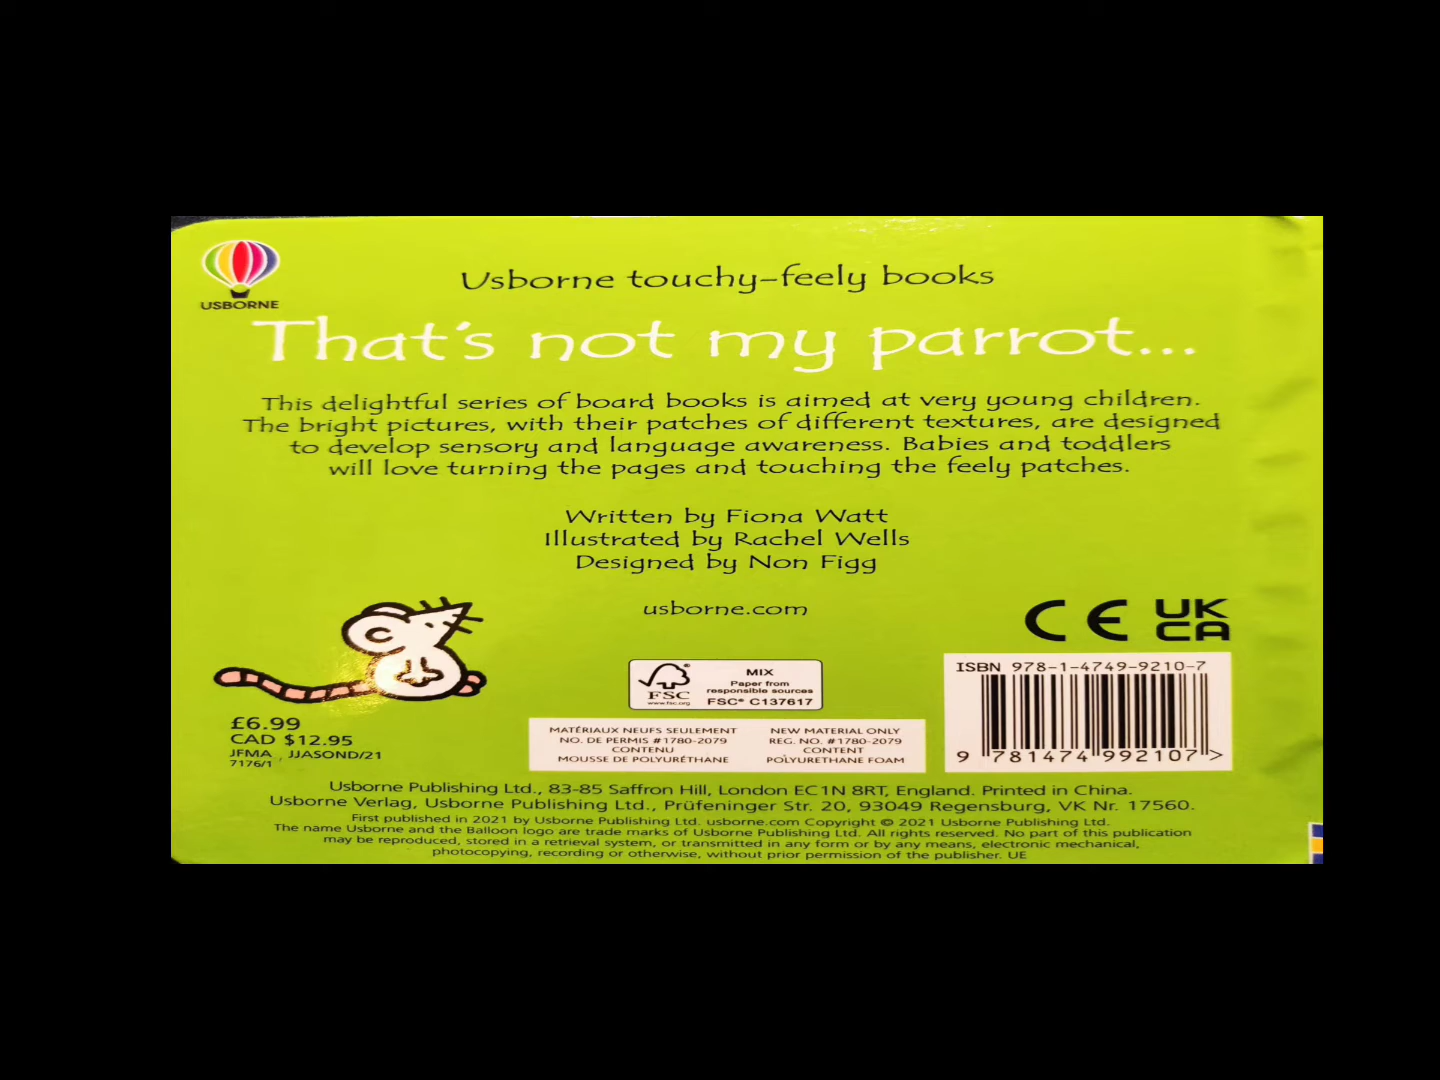 USBORNE
Usborne touchy-feely books
That's not my parrot...
This delightful series of board books is aimed at very young children.
The bright pictures, with their patches of different textures, are designed
to develop sensory and language awareness. Babies and toddlers
will love turning the pages and touching the feely patches.
Written by Fiona Watt
Illustrated by Rachel Wells
Designed by Non Figg
usborne.com
CE UK
CA
FSC®
www.fsc.org
MIX
Paper from
responsible sources
FSC® C137617
ISBN 978-1-4749-9210-7
9 781474 992107 >
£6.99
CAD $12.95
JFMA JJASOND/21
7176/1
MATÉRIAUX NEUFS SEULEMENT
NO. DE PERMIS #1780-2079
CONTENU
MOUSSE DE POLYURÉTHANE
NEW MATERIAL ONLY
REG. NO. #1780-2079
CONTENT
POLYURETHANE FOAM
Usborne Publishing Ltd., 83-85 Saffron Hill, London EC1N 8RT, England. Printed in China.
Usborne Verlag, Usborne Publishing Ltd., Prüfeninger Str. 20, 93049 Regensburg, VK Nr. 17560.
First published in 2021 by Usborne Publishing Ltd. usborne.com Copyright © 2021 Usborne Publishing Ltd.
The name Usborne and the Balloon logo are trade marks of Usborne Publishing Ltd. All rights reserved. No part of this publication
may be reproduced, stored in a retrieval system, or transmitted in any form or by any means, electronic mechanical,
photocopying, recording or otherwise, without prior permission of the publisher. UE